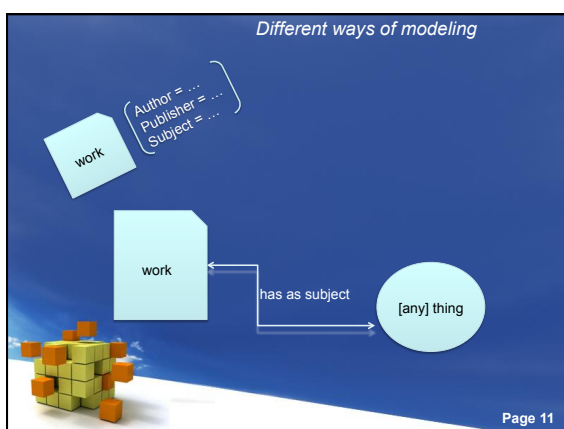 Different ways of modeling
Author = …
Publisher = …
Subject = …
work
work
has as subject
[any] thing
Page 11